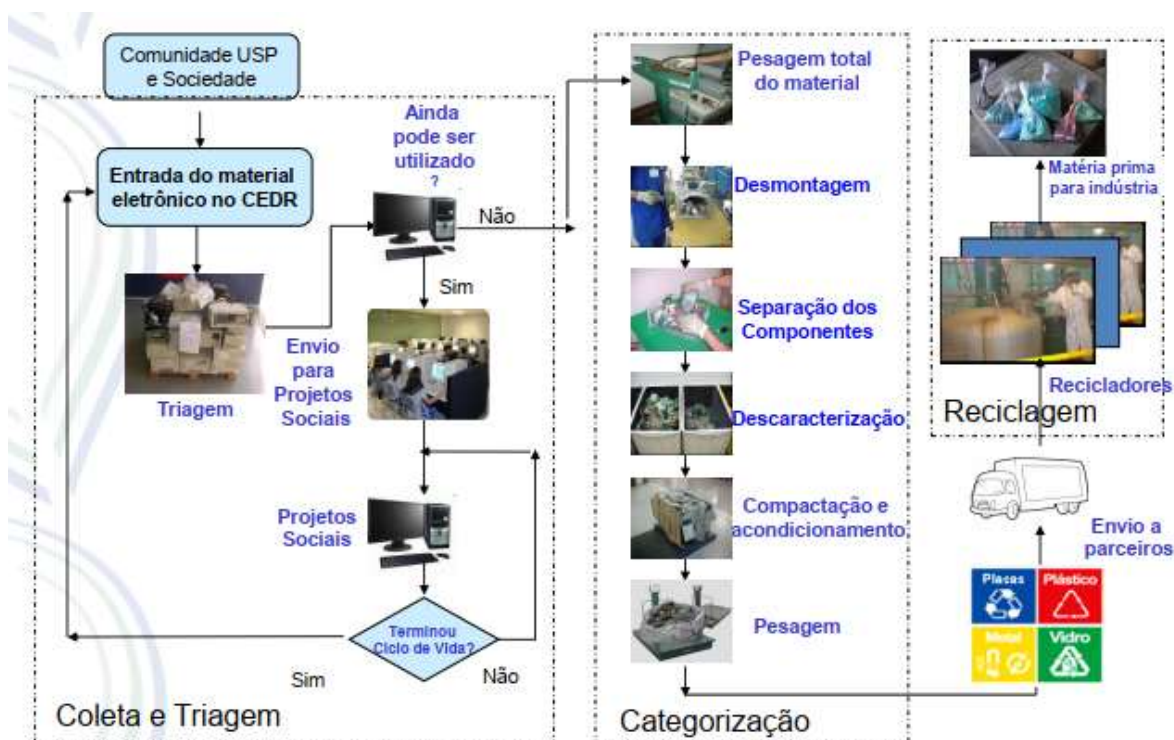 Comunidade USP
e Sociedade
Entrada do material
eletrônico no CEDR
Triagem
Ainda
pode ser
utilizado
?
Não
Sim
Envio
para
Projetos
Sociais
Projetos
Sociais
Terminou
Ciclo de Vida?
Sim
Não
Coleta e Triagem
Pesagem total
do material
Desmontagem
Separação dos
Componentes
Descaracterização
Compactação e
acondicionamento
Pesagem
Categorização
Placas
Plástico
Metal
Vidro
Envio a
parceiros
Recicladores
Matéria prima
para indústria
Reciclagem